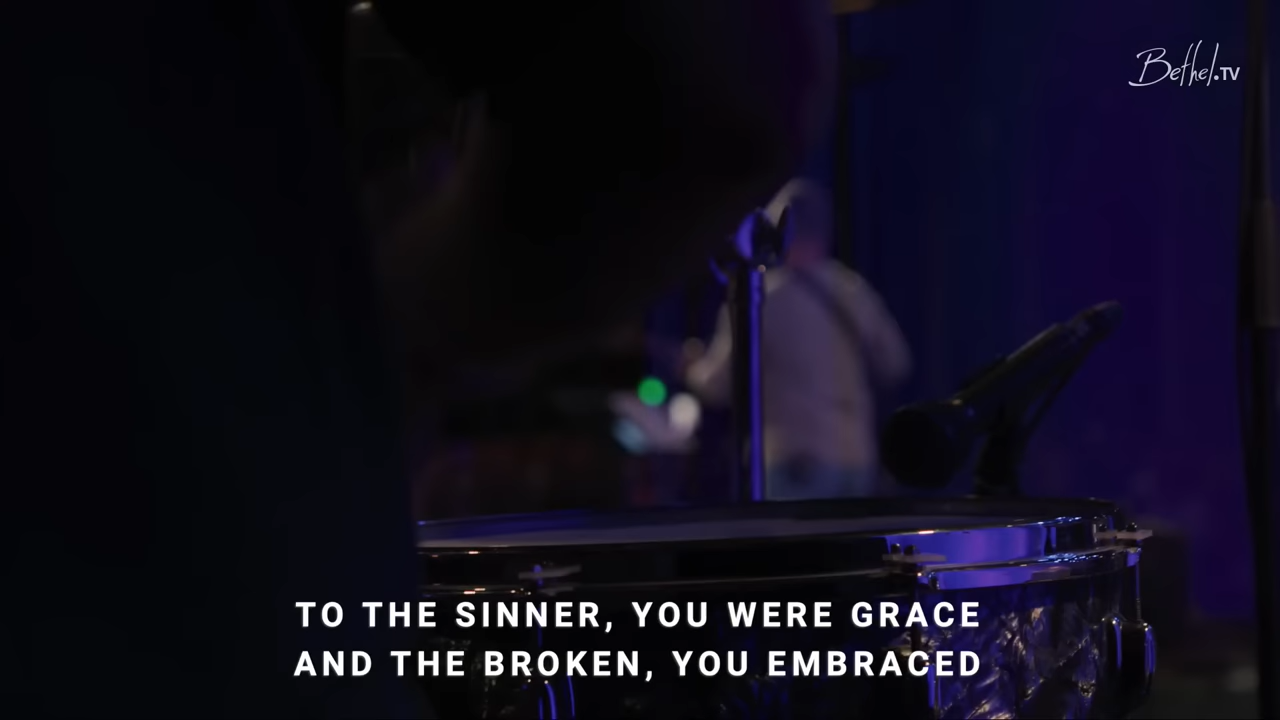 Bethel.TV
TO THE SINNER, YOU WERE GRACE
AND THE BROKEN, YOU EMBRACED